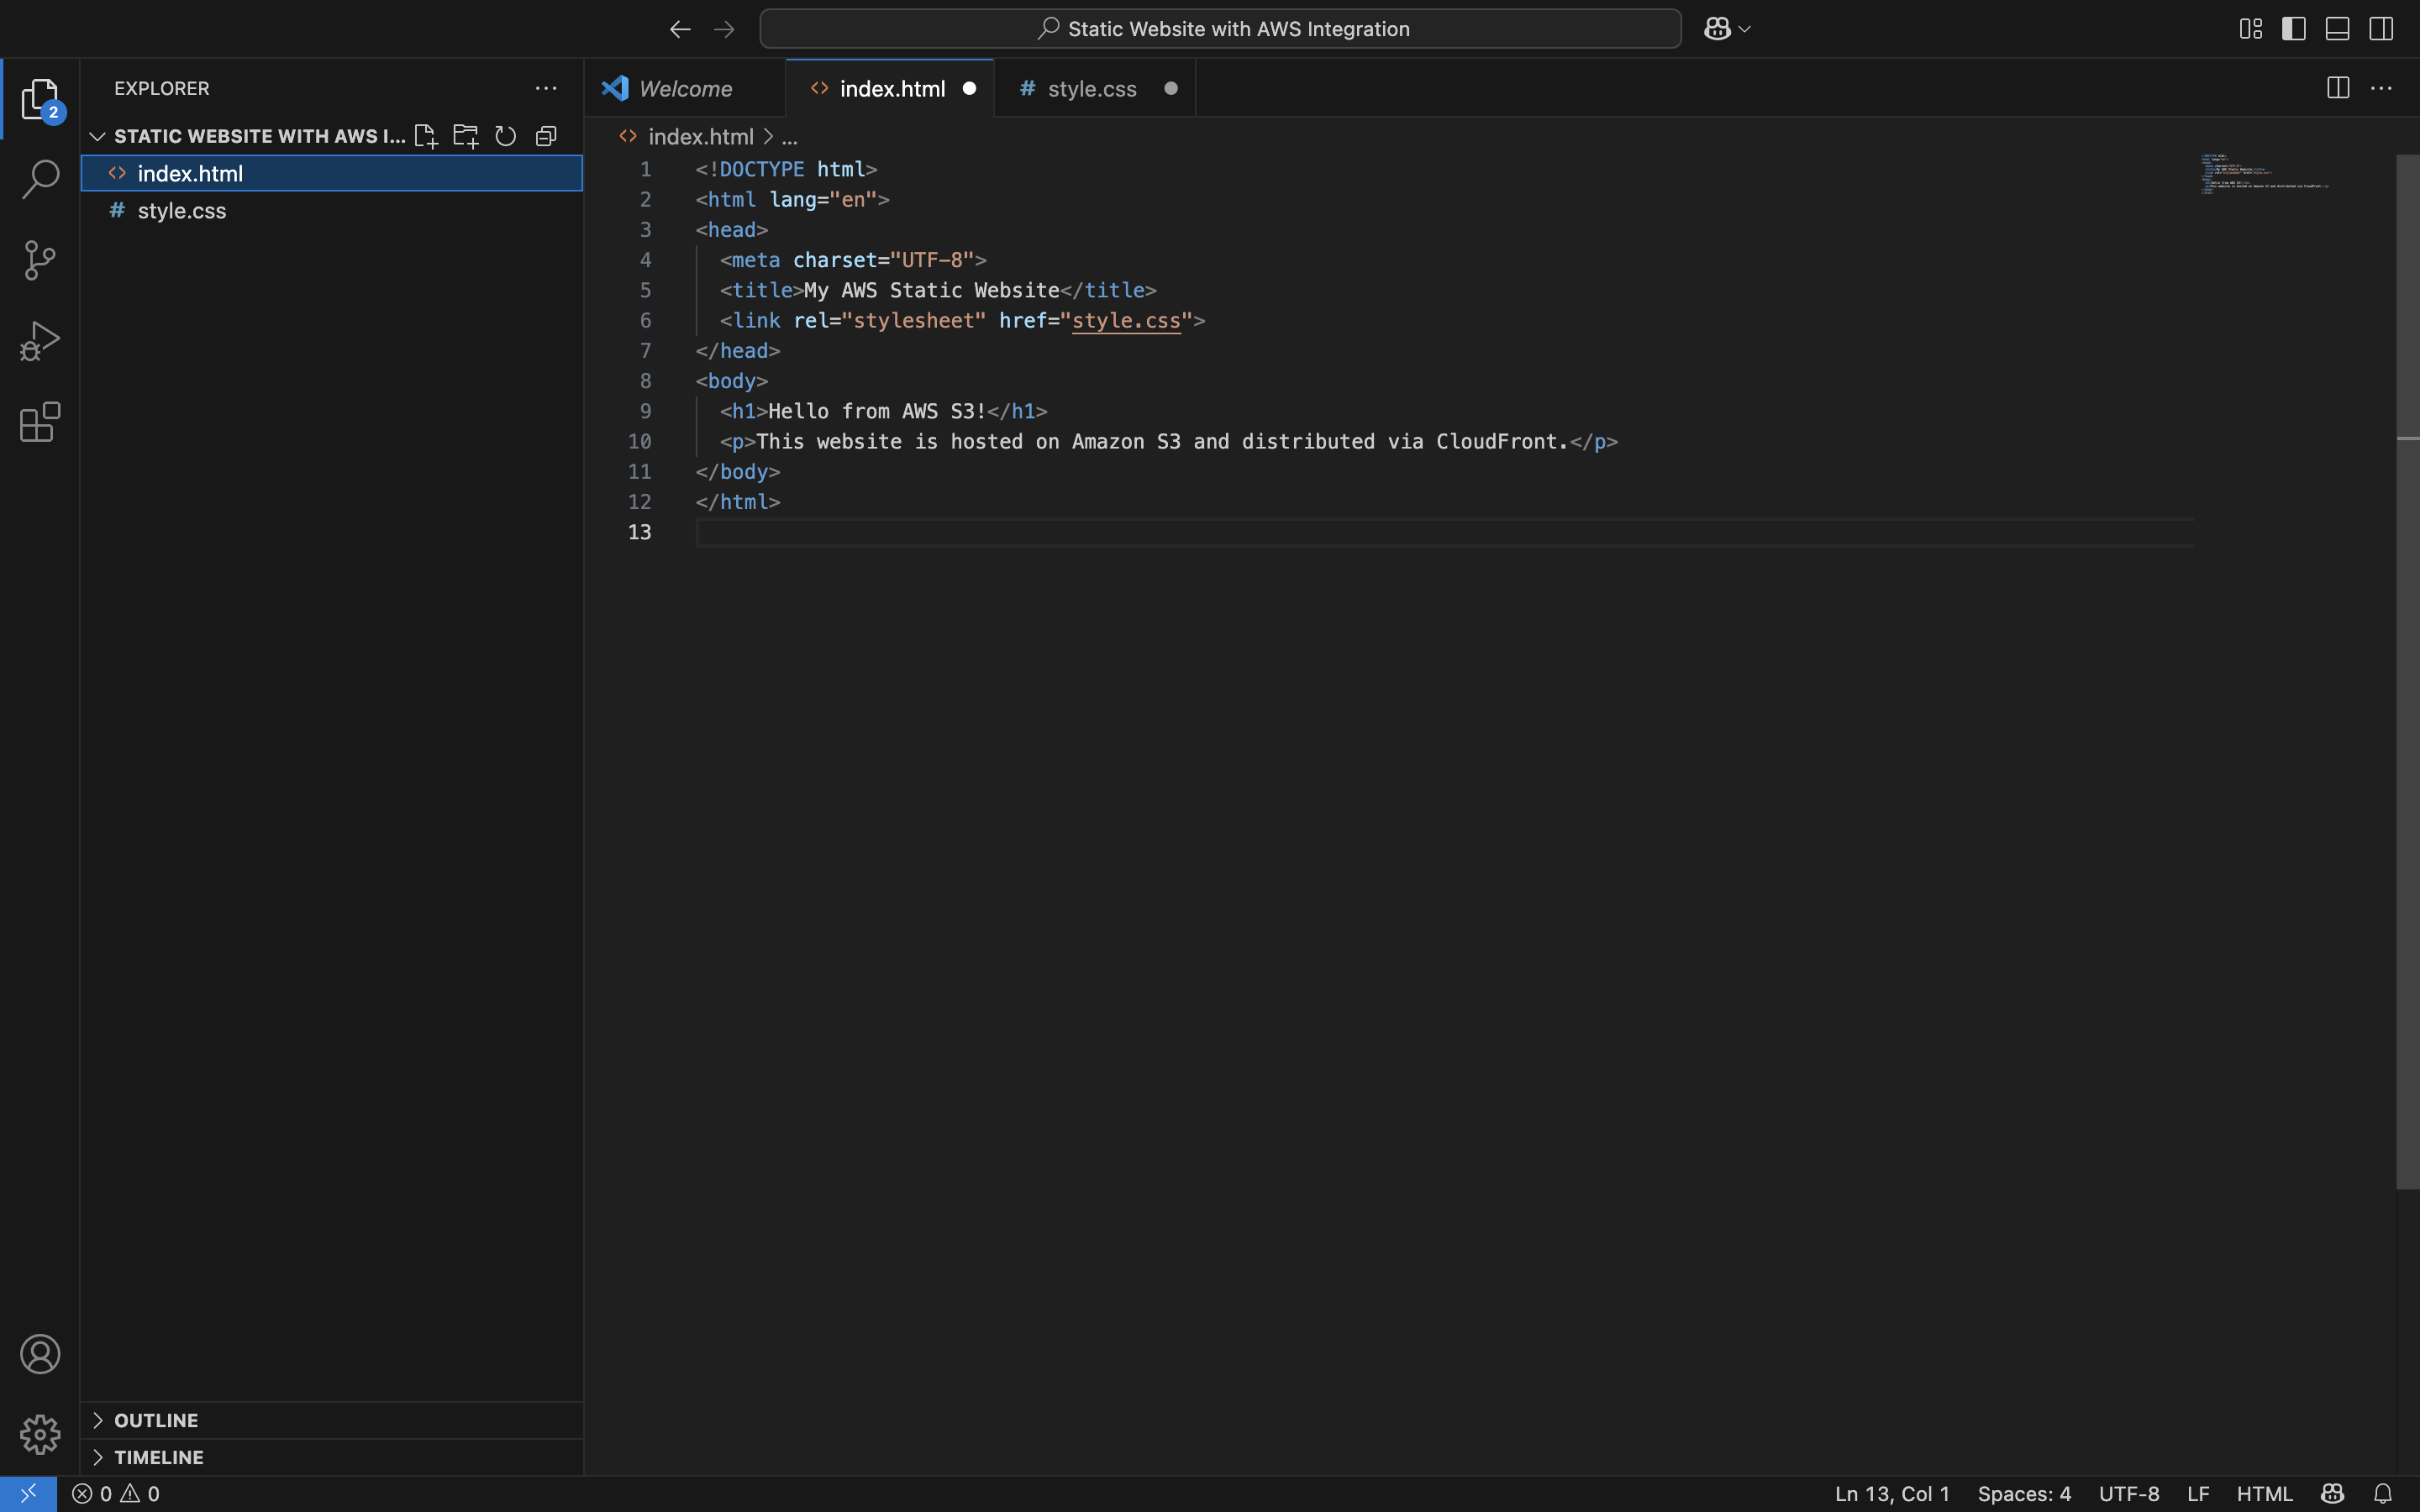 Static Website with AWS Integration
EXPLORER
Welcome
index.html
style.css
2
STATIC WEBSITE WITH AWS I...
index.html
style.css
index.html > ...
1 <!DOCTYPE html>
2 <html lang="en">
3 <head>
4 <meta charset="UTF-8">
5 <title>My AWS Static Website</title>
6 <link rel="stylesheet" href="style.css">
7 </head>
8 <body>
9 <h1>Hello from AWS S3!</h1>
10 <p>This website is hosted on Amazon S3 and distributed via CloudFront.</p>
11 </body>
12 </html>
13
OUTLINE
TIMELINE
0 0
Ln 13, Col 1 Spaces: 4 UTF-8 LF HTML